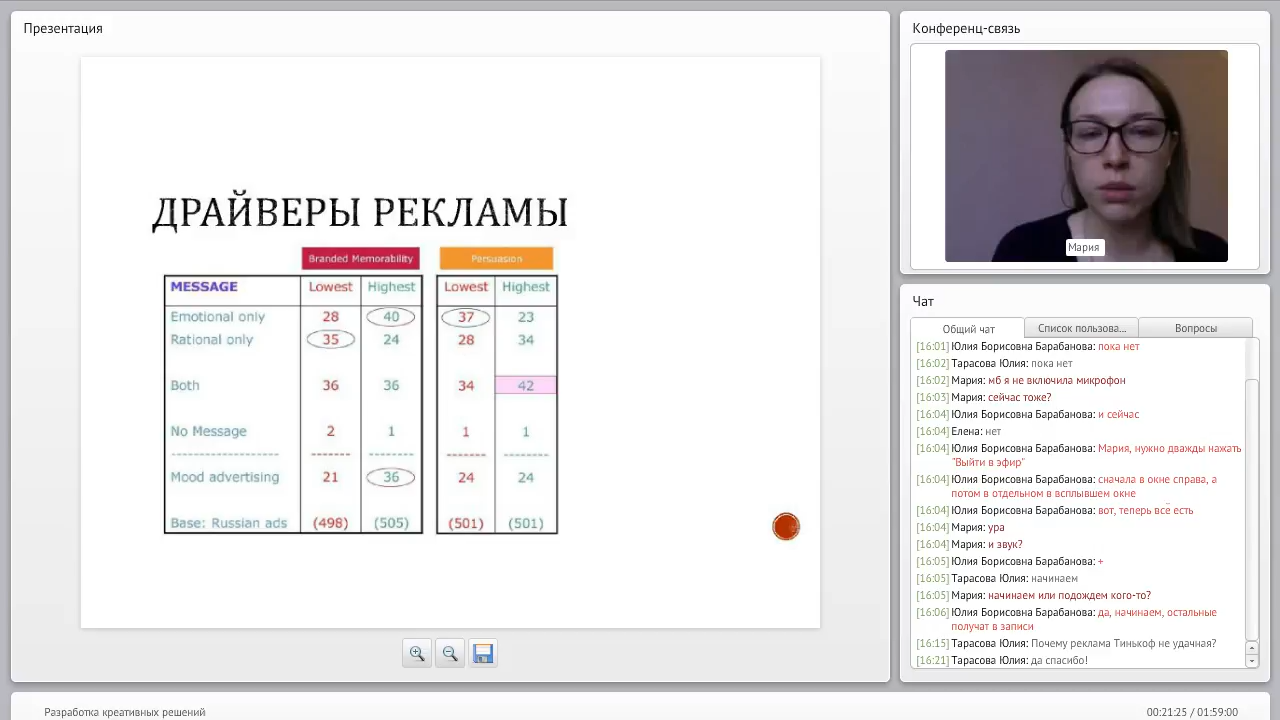 Презентация
ДРАЙВЕРЫ РЕКЛАМЫ
Branded Memorability Persuasion
MESSAGE Lowest Highest Lowest Highest
Emotional only 28 40 37 23
Rational only 35 24 28 34
Both 36 36 34 42
No Message 2 1 1 1
Mood advertising 21 36 24 24
Base: Russian ads (498) (505) (501) (501)
Конференц-связь
Мария
Чат
Общий чат Список пользова... Вопросы
[16:01] Юлия Борисовна Барабанова: пока нет
[16:02] Тарасова Юлия: пока нет
[16:02] Мария: мб я не включила микрофон
[16:03] Мария: сейчас тоже?
[16:04] Юлия Борисовна Барабанова: и сейчас
[16:04] Елена: нет
[16:04] Юлия Борисовна Барабанова: Мария, нужно дважды нажать
"Выйти в эфир"
[16:04] Юлия Борисовна Барабанова: сначала в окне справа, а
потом в отдельном в всплывшем окне
[16:04] Юлия Борисовна Барабанова: вот, теперь всё есть
[16:04] Мария: ура
[16:04] Мария: и звук?
[16:05] Юлия Борисовна Барабанова: +
[16:05] Тарасова Юлия: начинаем
[16:05] Мария: начинаем или подождем кого-то?
[16:06] Юлия Борисовна Барабанова: да, начинаем, остальные
получат в записи
[16:15] Тарасова Юлия: Почему реклама Тинькоф не удачная?
[16:21] Тарасова Юлия: да спасибо!
Разработка креативных решений
00:21:25 / 01:59:00